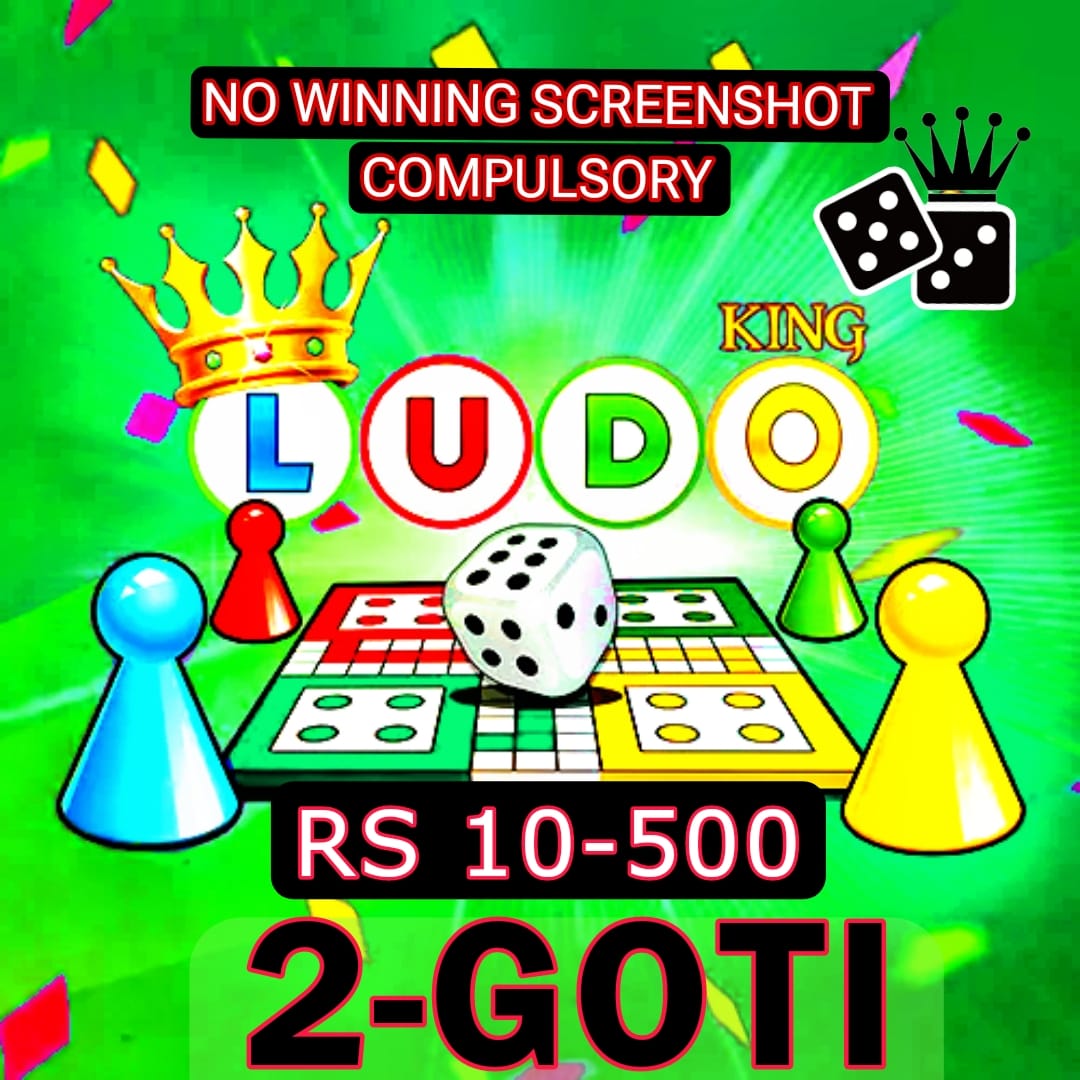 NO WINNING SCREENSHOT
COMPULSORY
KING
LUDO
RS 10-500
2-GOTI